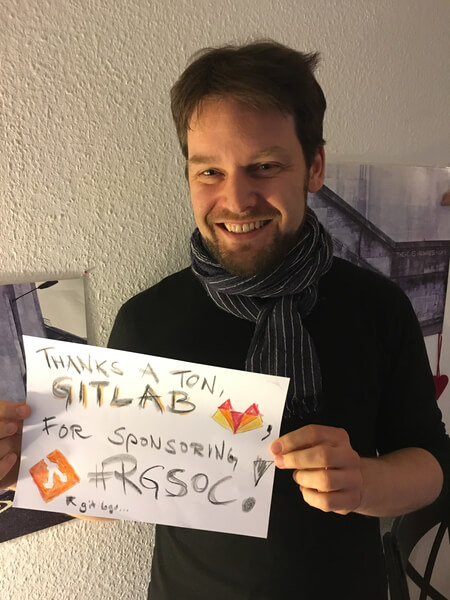 THANKS A TON,
GITLAB ,
FOR SPONSORING
#RGSOC!
git logo...